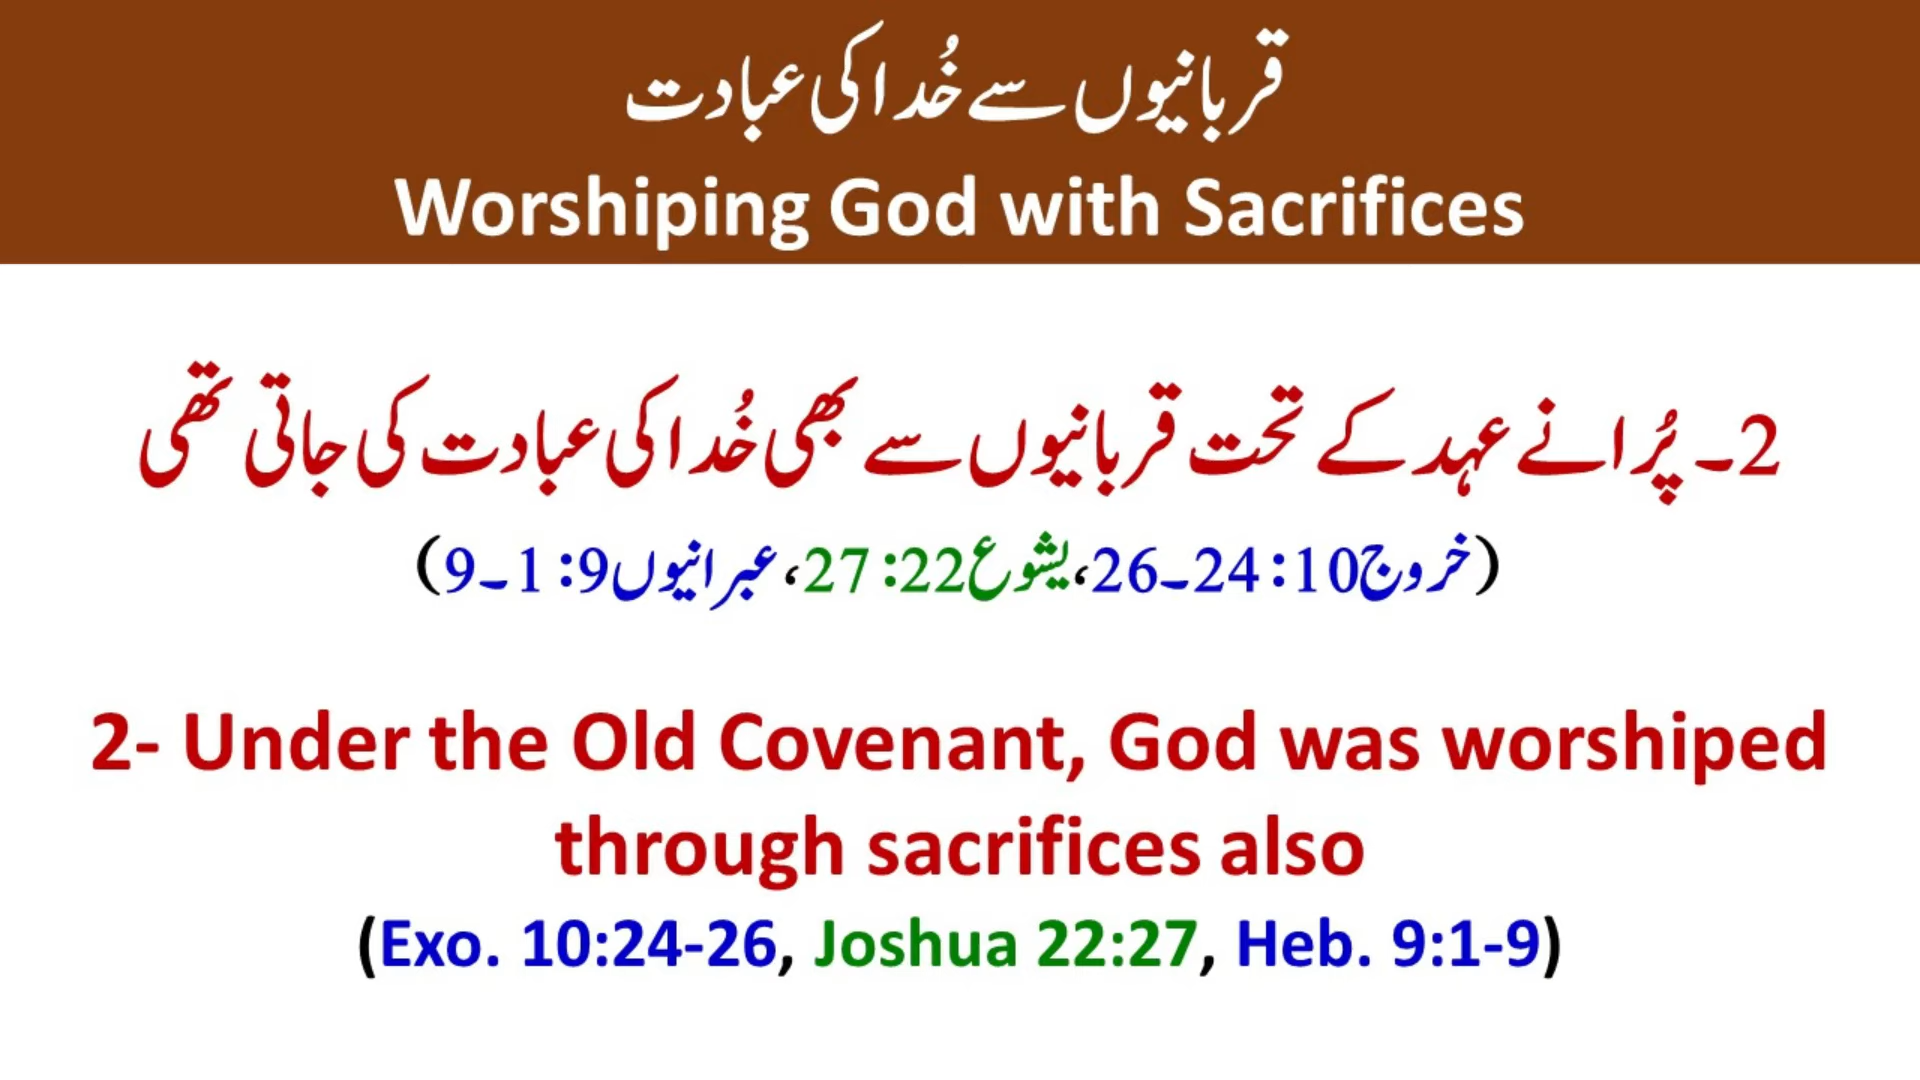 قربانیوں سے خُدا کی عبادت
Worshiping God with Sacrifices
2۔ پُرانے عہد کے تحت قربانیوں سے بھی خُدا کی عبادت کی جاتی تھی
(خروج10: 24۔26، یشوع22: 27، عبرانیوں9: 1۔9)
2- Under the Old Covenant, God was worshiped
through sacrifices also
(Exo. 10:24-26, Joshua 22:27, Heb. 9:1-9)